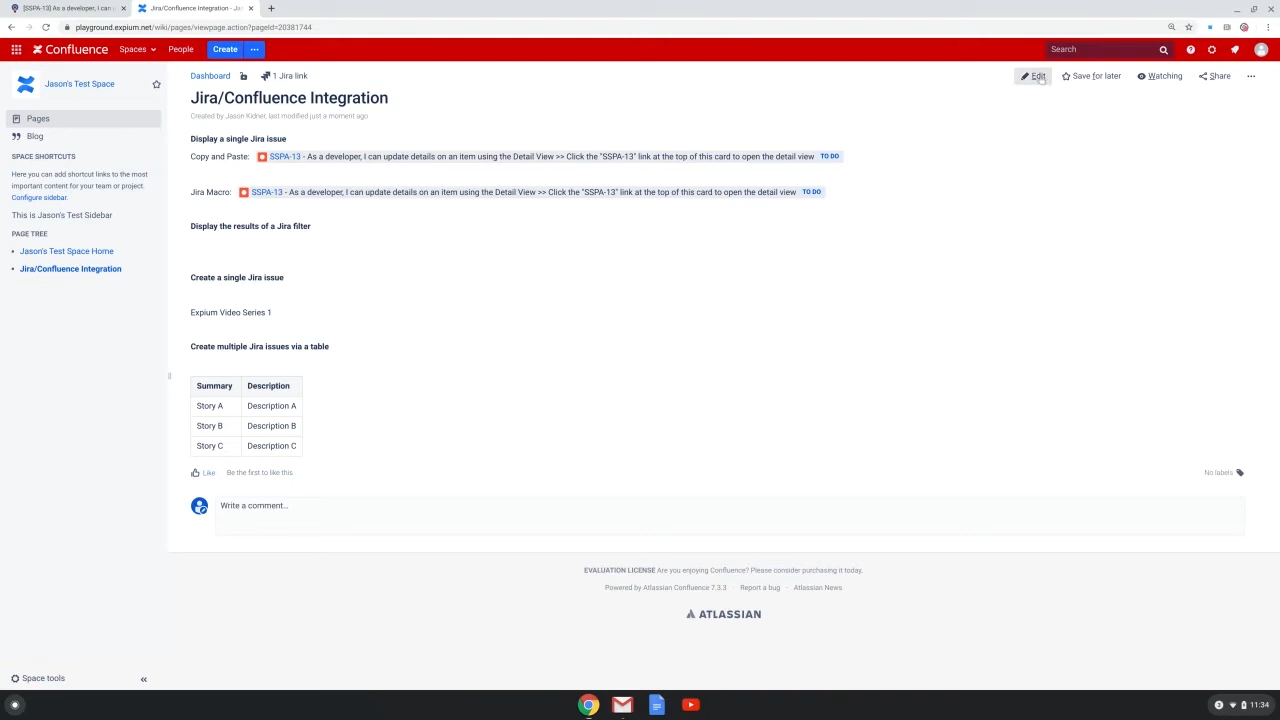 [SSPA-13] As a developer, I can u
Jira/Confluence Integration - Ja
playground.expium.net/wiki/pages/viewpage.action?pageId=20381744
Confluence Spaces People Create ... Search
Jason's Test Space
Dashboard 1 Jira link Edit Save for later Watching Share ...
Jira/Confluence Integration
Created by Jason Kidner, last modified just a moment ago
Pages
Blog
SPACE SHORTCUTS
Here you can add shortcut links to the most
important content for your team or project.
Configure sidebar.
This is Jason's Test Sidebar
PAGE TREE
Jason's Test Space Home
Jira/Confluence Integration
Display a single Jira issue
Copy and Paste: SSPA-13 - As a developer, I can update details on an item using the Detail View >> Click the "SSPA-13" link at the top of this card to open the detail view TO DO
Jira Macro: SSPA-13 - As a developer, I can update details on an item using the Detail View >> Click the "SSPA-13" link at the top of this card to open the detail view TO DO
Display the results of a Jira filter
Create a single Jira issue
Expium Video Series 1
Create multiple Jira issues via a table
Summary Description
Story A Description A
Story B Description B
Story C Description C
Like Be the first to like this No labels
Write a comment...
EVALUATION LICENSE Are you enjoying Confluence? Please consider purchasing it today.
Powered by Atlassian Confluence 7.3.3 · Report a bug · Atlassian News
ATLASSIAN
Space tools
11:34